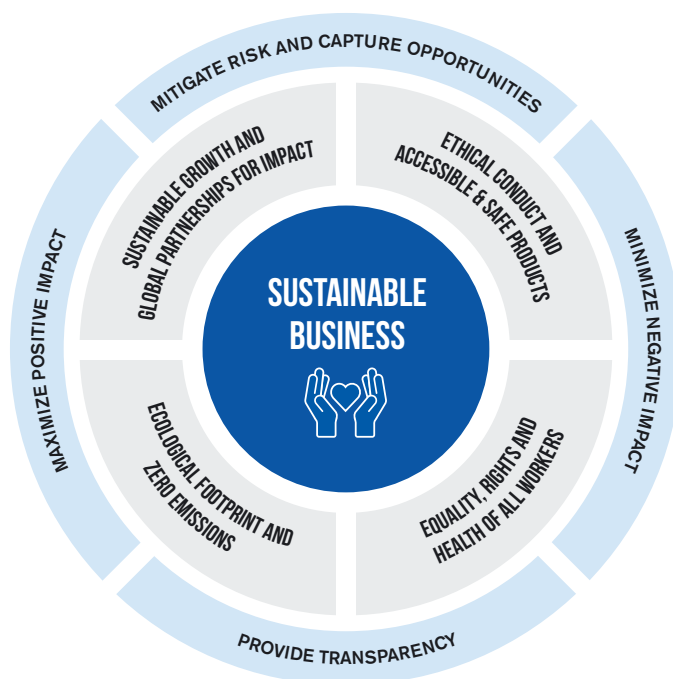 MITIGATE RISK AND CAPTURE OPPORTUNITIES
SUSTAINABLE GROWTH AND
GLOBAL PARTNERSHIPS FOR IMPACT
ETHICAL CONDUCT AND
ACCESSIBLE & SAFE PRODUCTS
MAXIMIZE POSITIVE IMPACT
SUSTAINABLE
BUSINESS
MINIMIZE NEGATIVE IMPACT
ECOLOGICAL FOOTPRINT AND
ZERO EMISSIONS
EQUALITY, RIGHTS AND
HEALTH OF ALL WORKERS
PROVIDE TRANSPARENCY